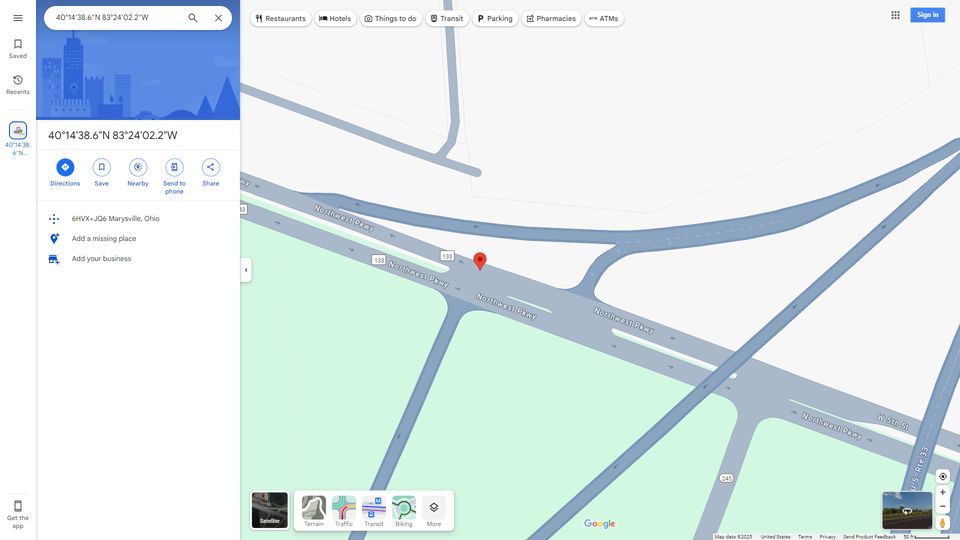 40°14'38.6"N 83°24'02.2"W
Restaurants
Hotels
Things to do
Transit
Parking
Pharmacies
ATMs
Sign in
Saved
Recents
40°14'38.
6"N...
40°14'38.6"N 83°24'02.2"W
Directions
Save
Nearby
Send to
phone
Share
6HVX+JQ6 Marysville, Ohio
Add a missing place
Add your business
33
Northwest Pkwy
133
133
Northwest Pkwy
Northwest Pkwy
Northwest Pkwy
Northwest Pkwy
W 5th St
245
U.S. Rte 33
Get the
app
Satellite
Terrain
Traffic
Transit
Biking
More
Google
Map data ©2025
United States
Terms
Privacy
Send Product Feedback
50 ft